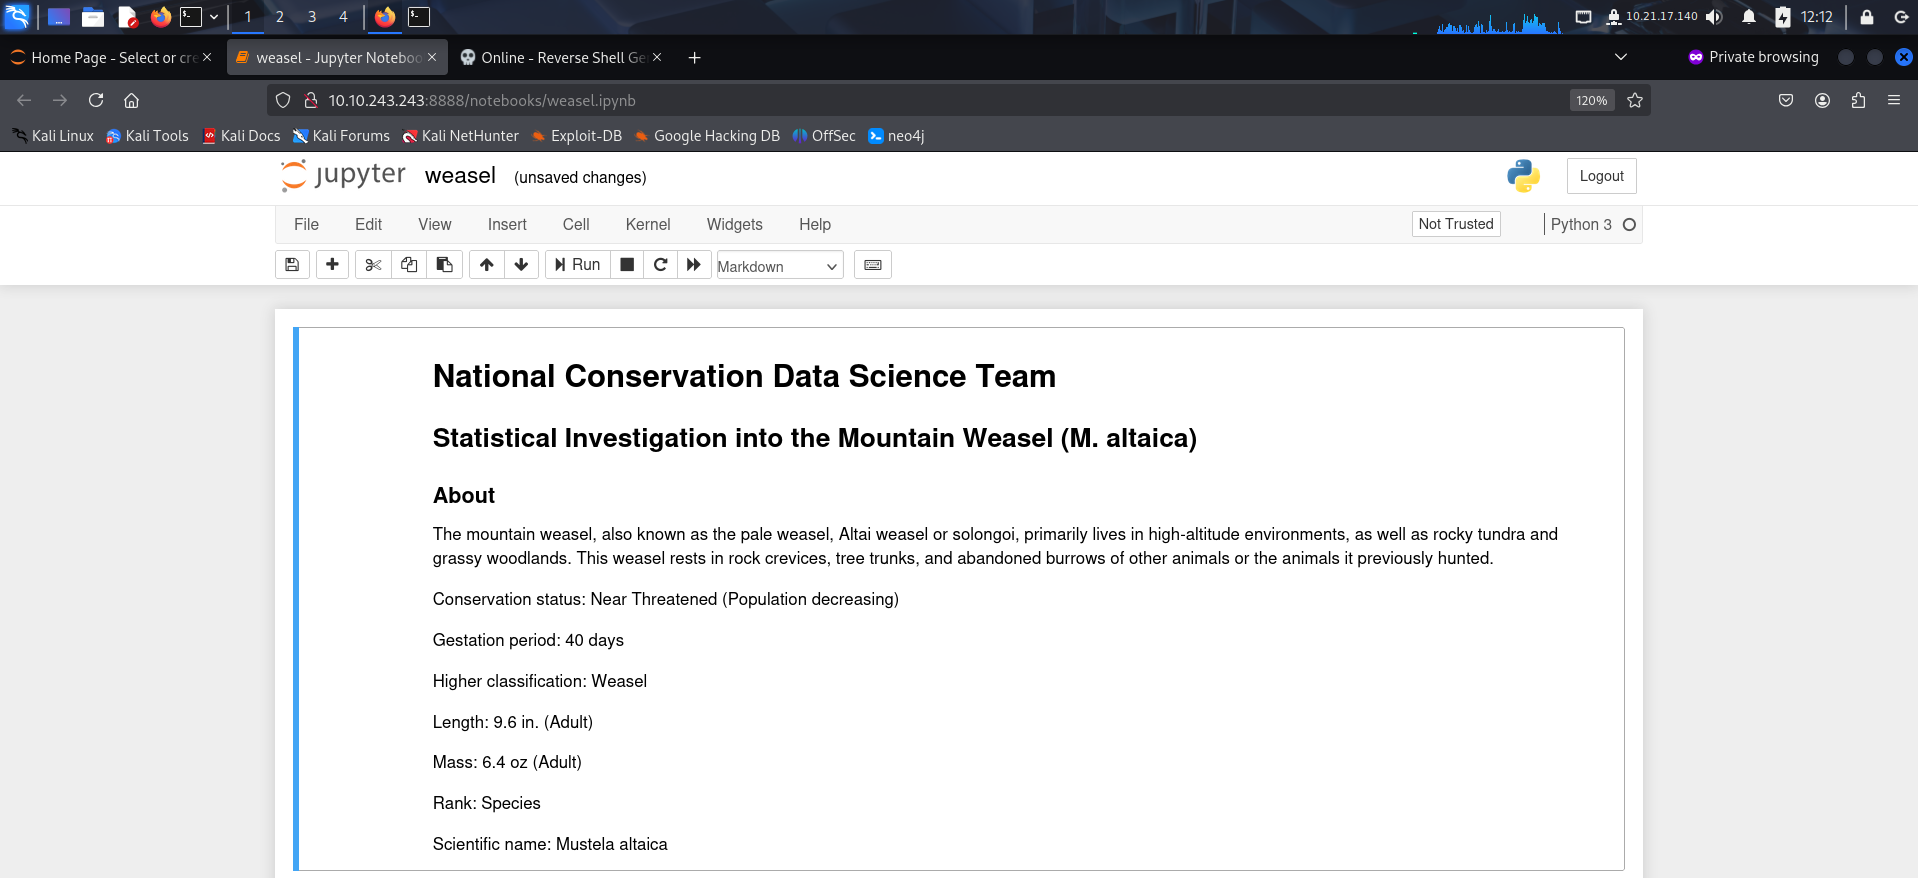 1 2 3 4 10.21.17.140 12:12
Home Page - Select or cre weasel - Jupyter Noteboo Online - Reverse Shell Ge Private browsing
10.10.243.243:8888/notebooks/weasel.ipynb 120%
Kali Linux Kali Tools Kali Docs Kali Forums Kali NetHunter Exploit-DB Google Hacking DB OffSec neo4j
jupyter weasel (unsaved changes) Logout
File Edit View Insert Cell Kernel Widgets Help Not Trusted Python 3
Run Markdown
National Conservation Data Science Team
Statistical Investigation into the Mountain Weasel (M. altaica)
About
The mountain weasel, also known as the pale weasel, Altai weasel or solongoi, primarily lives in high-altitude environments, as well as rocky tundra and
grassy woodlands. This weasel rests in rock crevices, tree trunks, and abandoned burrows of other animals or the animals it previously hunted.
Conservation status: Near Threatened (Population decreasing)
Gestation period: 40 days
Higher classification: Weasel
Length: 9.6 in. (Adult)
Mass: 6.4 oz (Adult)
Rank: Species
Scientific name: Mustela altaica